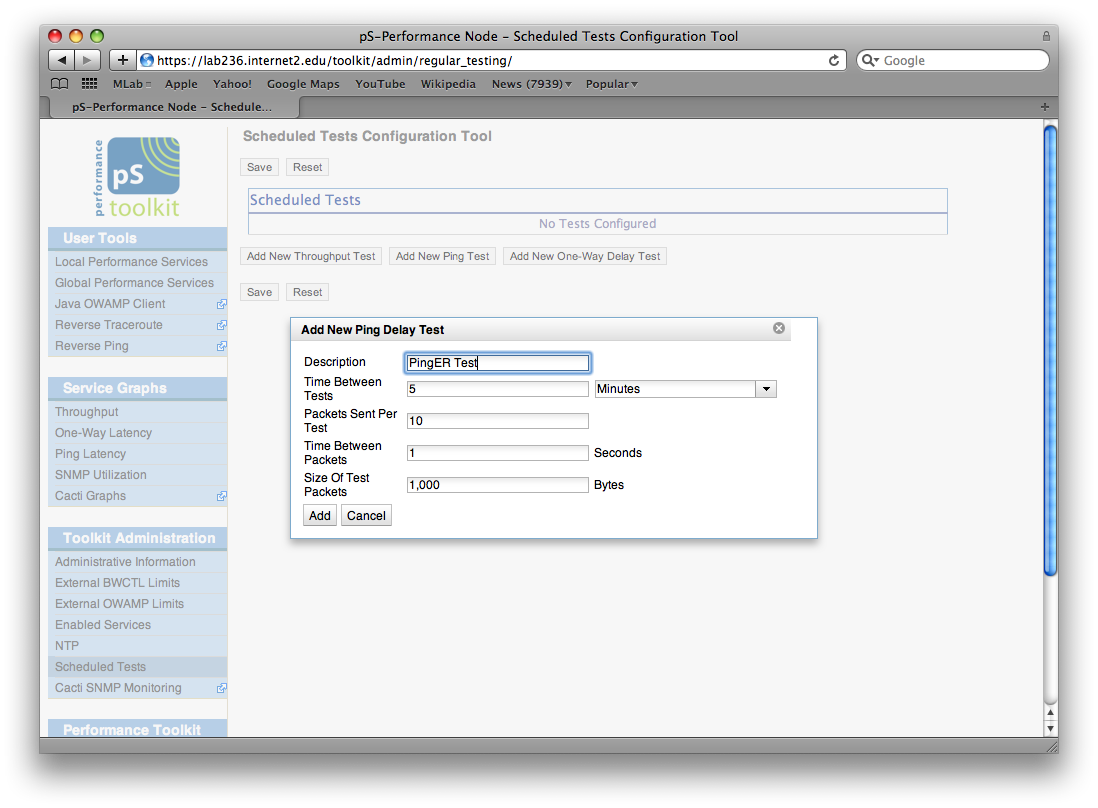 pS-Performance Node – Scheduled Tests Configuration Tool
https://lab236.internet2.edu/toolkit/admin/regular_testing/
Google
MLab Apple Yahoo! Google Maps YouTube Wikipedia News (7939) Popular
pS-Performance Node – Schedule...
performance
pS
toolkit
User Tools
Local Performance Services
Global Performance Services
Java OWAMP Client
Reverse Traceroute
Reverse Ping
Service Graphs
Throughput
One-Way Latency
Ping Latency
SNMP Utilization
Cacti Graphs
Toolkit Administration
Administrative Information
External BWCTL Limits
External OWAMP Limits
Enabled Services
NTP
Scheduled Tests
Cacti SNMP Monitoring
Performance Toolkit
Scheduled Tests Configuration Tool
Save Reset
Scheduled Tests
No Tests Configured
Add New Throughput Test Add New Ping Test Add New One-Way Delay Test
Save Reset
Add New Ping Delay Test
Description PingER Test
Time Between
Tests
5 Minutes
Packets Sent Per
Test
10
Time Between
Packets
1 Seconds
Size Of Test
Packets
1,000 Bytes
Add Cancel